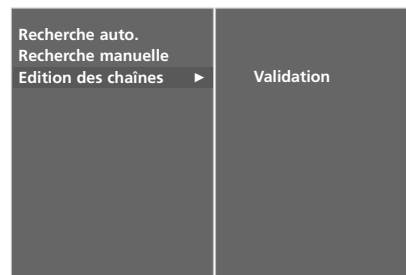 Recherche auto.
Recherche manuelle
Edition des chaînes ►
Validation